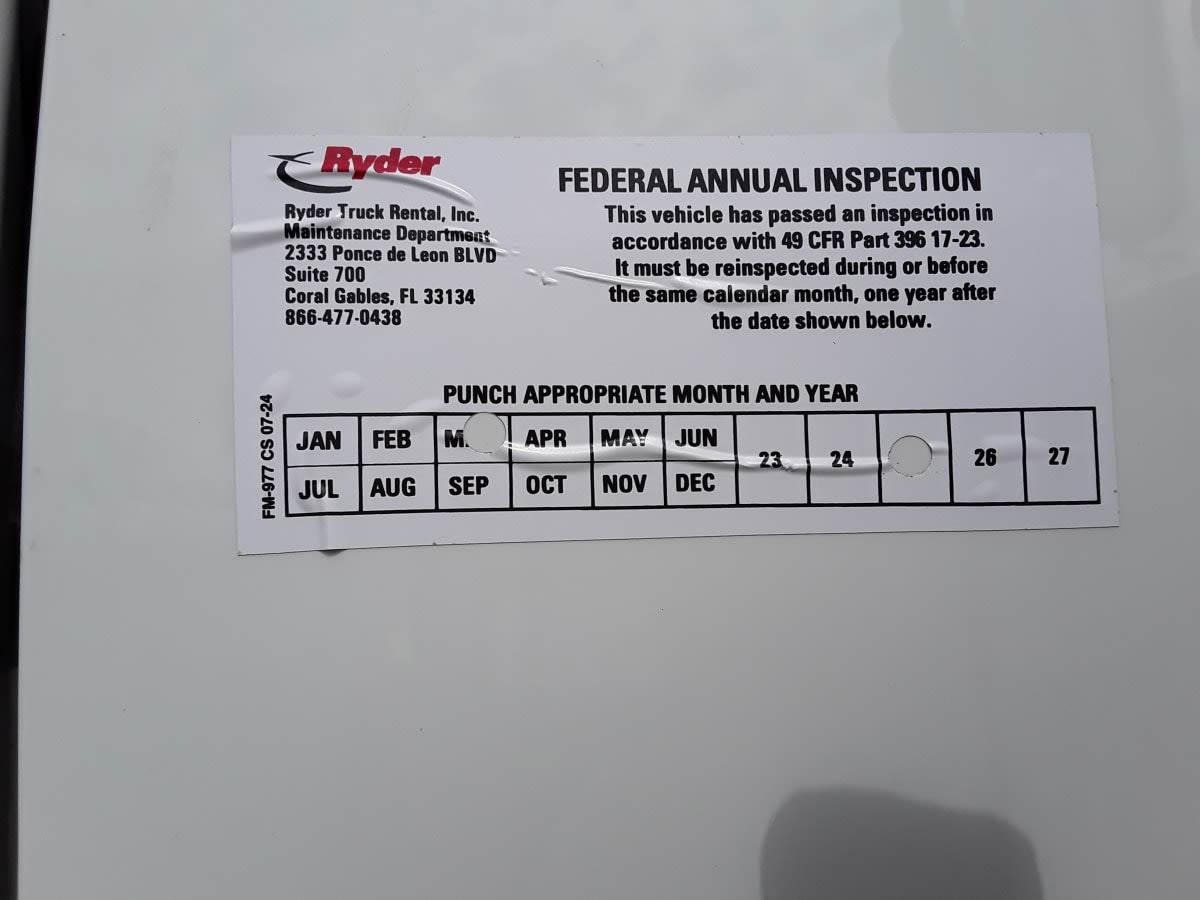 Ryder
Ryder Truck Rental, Inc.
Maintenance Department
2333 Ponce de Leon BLVD
Suite 700
Coral Gables, FL 33134
866-477-0438
FEDERAL ANNUAL INSPECTION
This vehicle has passed an inspection in
accordance with 49 CFR Part 396 17-23.
It must be reinspected during or before
the same calendar month, one year after
the date shown below.
PUNCH APPROPRIATE MONTH AND YEAR
FM-977 CS 07-24
JAN FEB M APR MAY JUN 23 24 26 27
JUL AUG SEP OCT NOV DEC